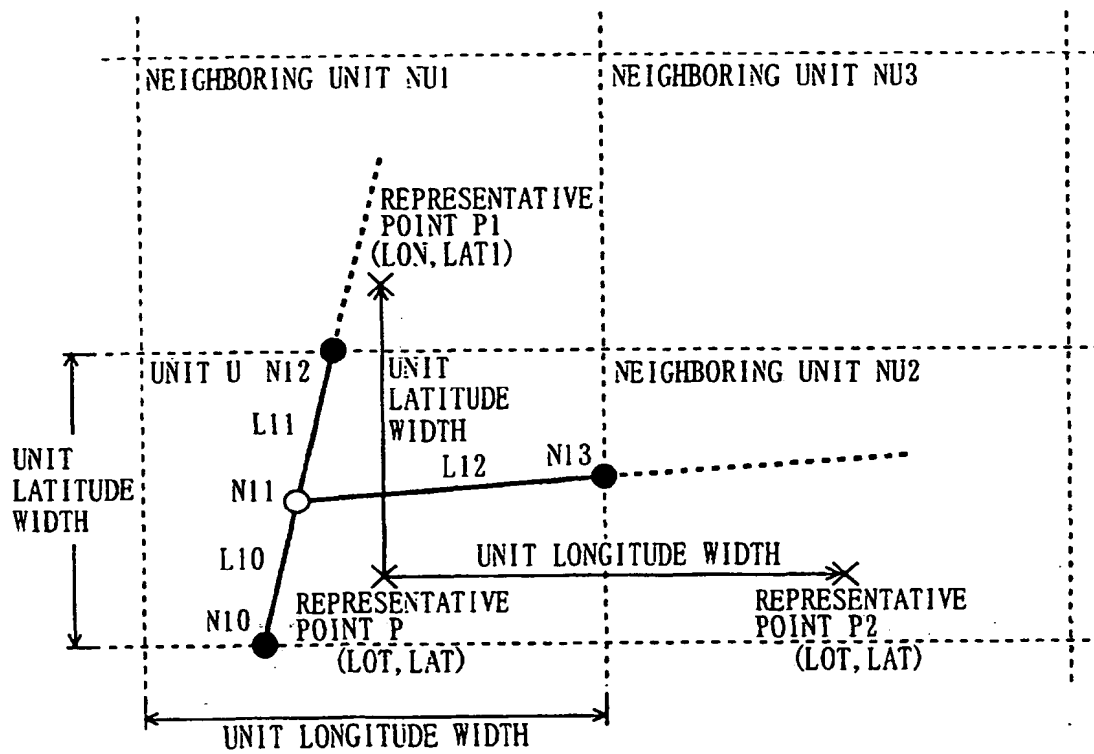 NEIGHBORING UNIT NU1
NEIGHBORING UNIT NU3
REPRESENTATIVE
POINT P1
(LON, LAT1)
UNIT U N12
UNIT
LATITUDE
WIDTH
NEIGHBORING UNIT NU2
L11
L12
N13
UNIT
LATITUDE
WIDTH
N11
L10
UNIT LONGITUDE WIDTH
N10
REPRESENTATIVE
POINT P
(LOT, LAT)
REPRESENTATIVE
POINT P2
(LOT, LAT)
UNIT LONGITUDE WIDTH